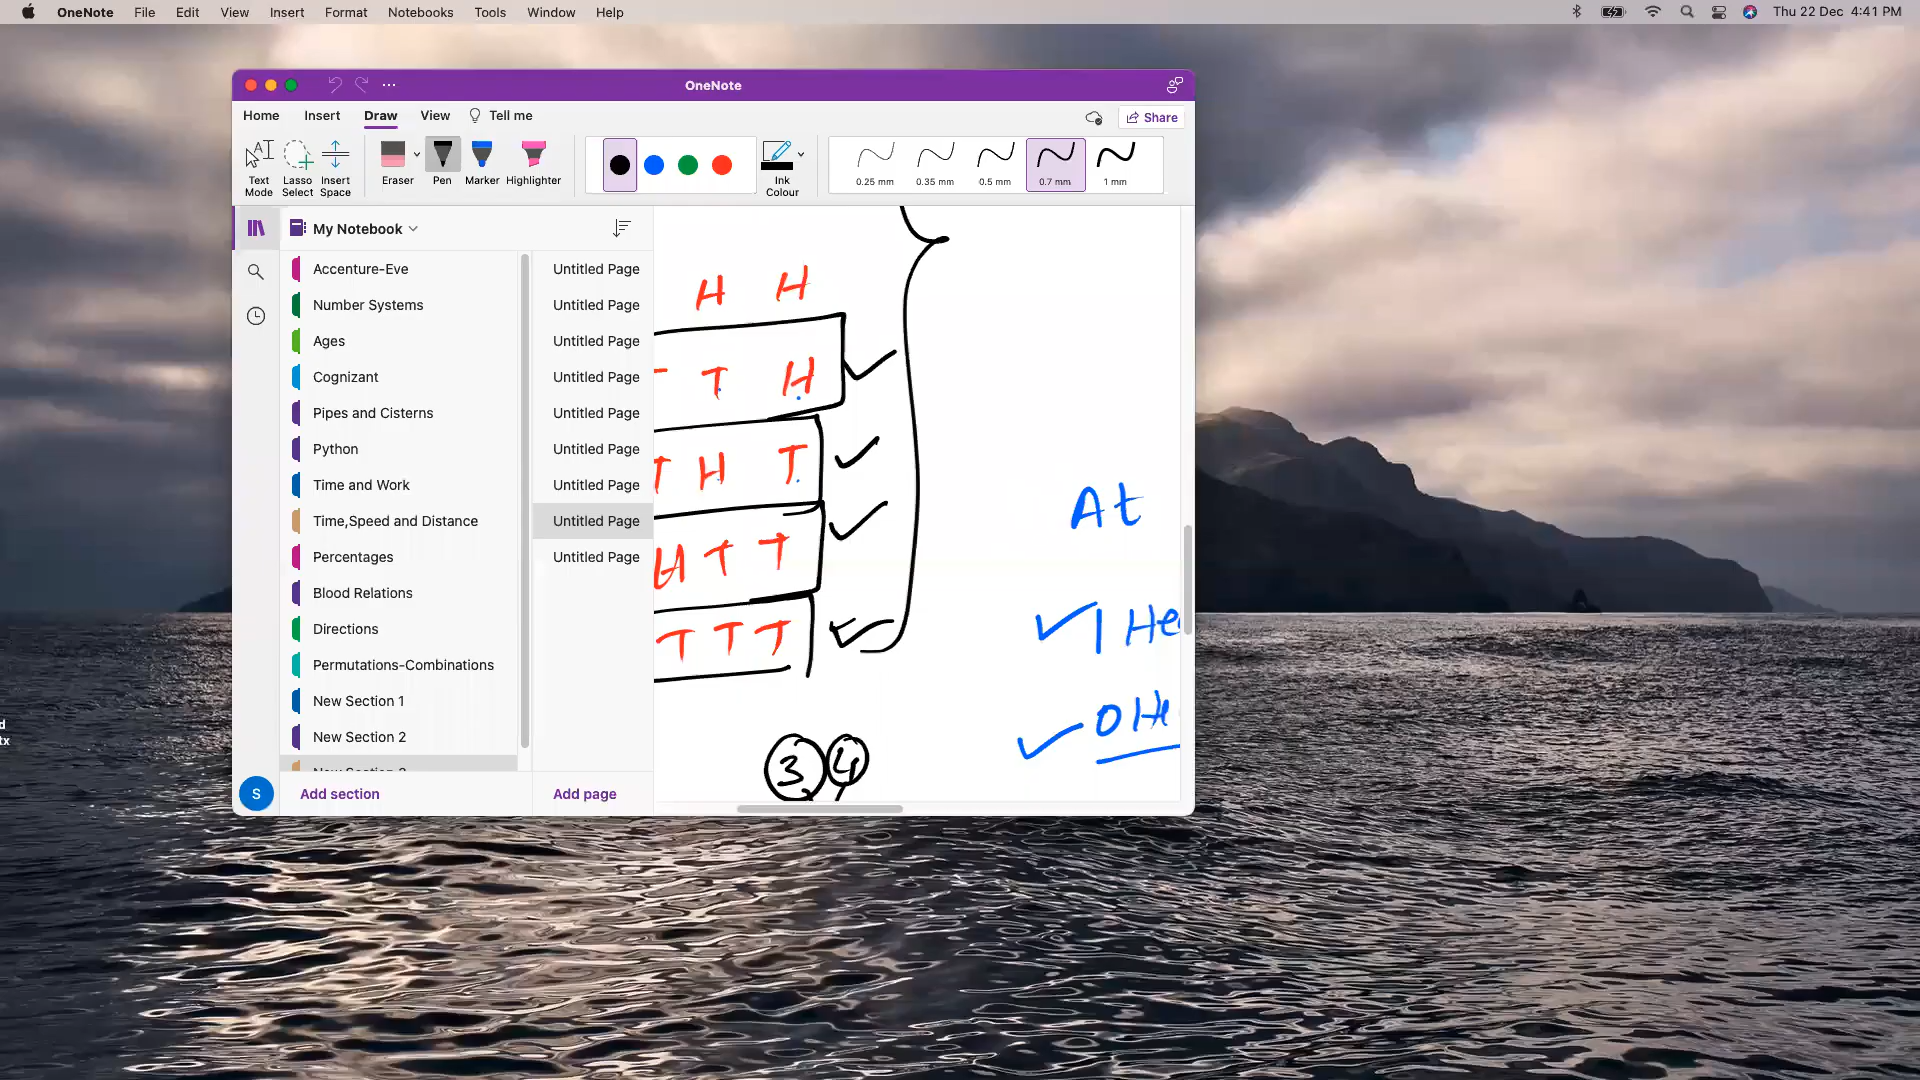 OneNote File Edit View Insert Format Notebooks Tools Window Help Thu 22 Dec 4:41 PM
OneNote
Home Insert Draw View Tell me Share
Text Mode
Lasso Select
Insert Space
Eraser
Pen
Marker
Highlighter
Ink Colour
0.25 mm 0.35 mm 0.5 mm 0.7 mm 1 mm
My Notebook
Accenture-Eve
Number Systems
Ages
Cognizant
Pipes and Cisterns
Python
Time and Work
Time,Speed and Distance
Percentages
Blood Relations
Directions
Permutations-Combinations
New Section 1
New Section 2
Add section
Untitled Page
Untitled Page
Untitled Page
Untitled Page
Untitled Page
Untitled Page
Untitled Page
Untitled Page
Untitled Page
Add page
S
H H
T T H
T H T
H T T
T T T
3 4
At
1 He
0 He
d
tx